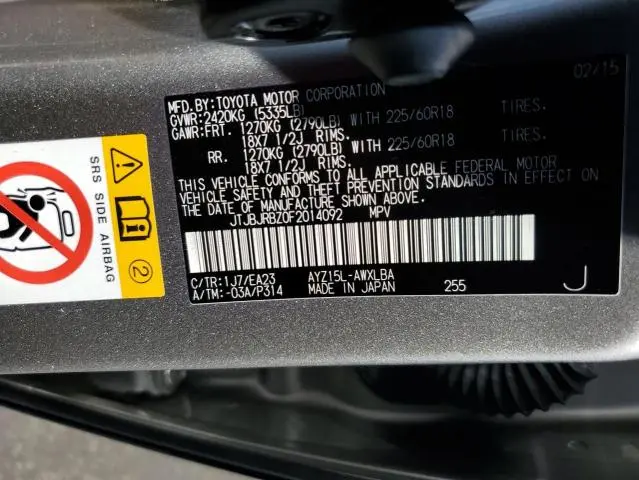 02/15
MFD.BY:TOYOTA MOTOR CORPORATION
GVWR:2420KG (5335LB)
GAWR:FRT. 1270KG (2790LB) WITH 225/60R18 TIRES.
18X7 1/2J RIMS.
RR. 1270KG (2790LB) WITH 225/60R18 TIRES.
18X7 1/2J RIMS.
THIS VEHICLE CONFORMS TO ALL APPLICABLE FEDERAL MOTOR
VEHICLE SAFETY AND THEFT PREVENTION STANDARDS IN EFFECT ON
THE DATE OF MANUFACTURE SHOWN ABOVE.
JTJBJRBZ0F2014092 MPV
C/TR:1J7/EA23 AYZ15L-AWXLBA
A/TM:-03A/P314 MADE IN JAPAN 255 J
SRS SIDE AIRBAG
2